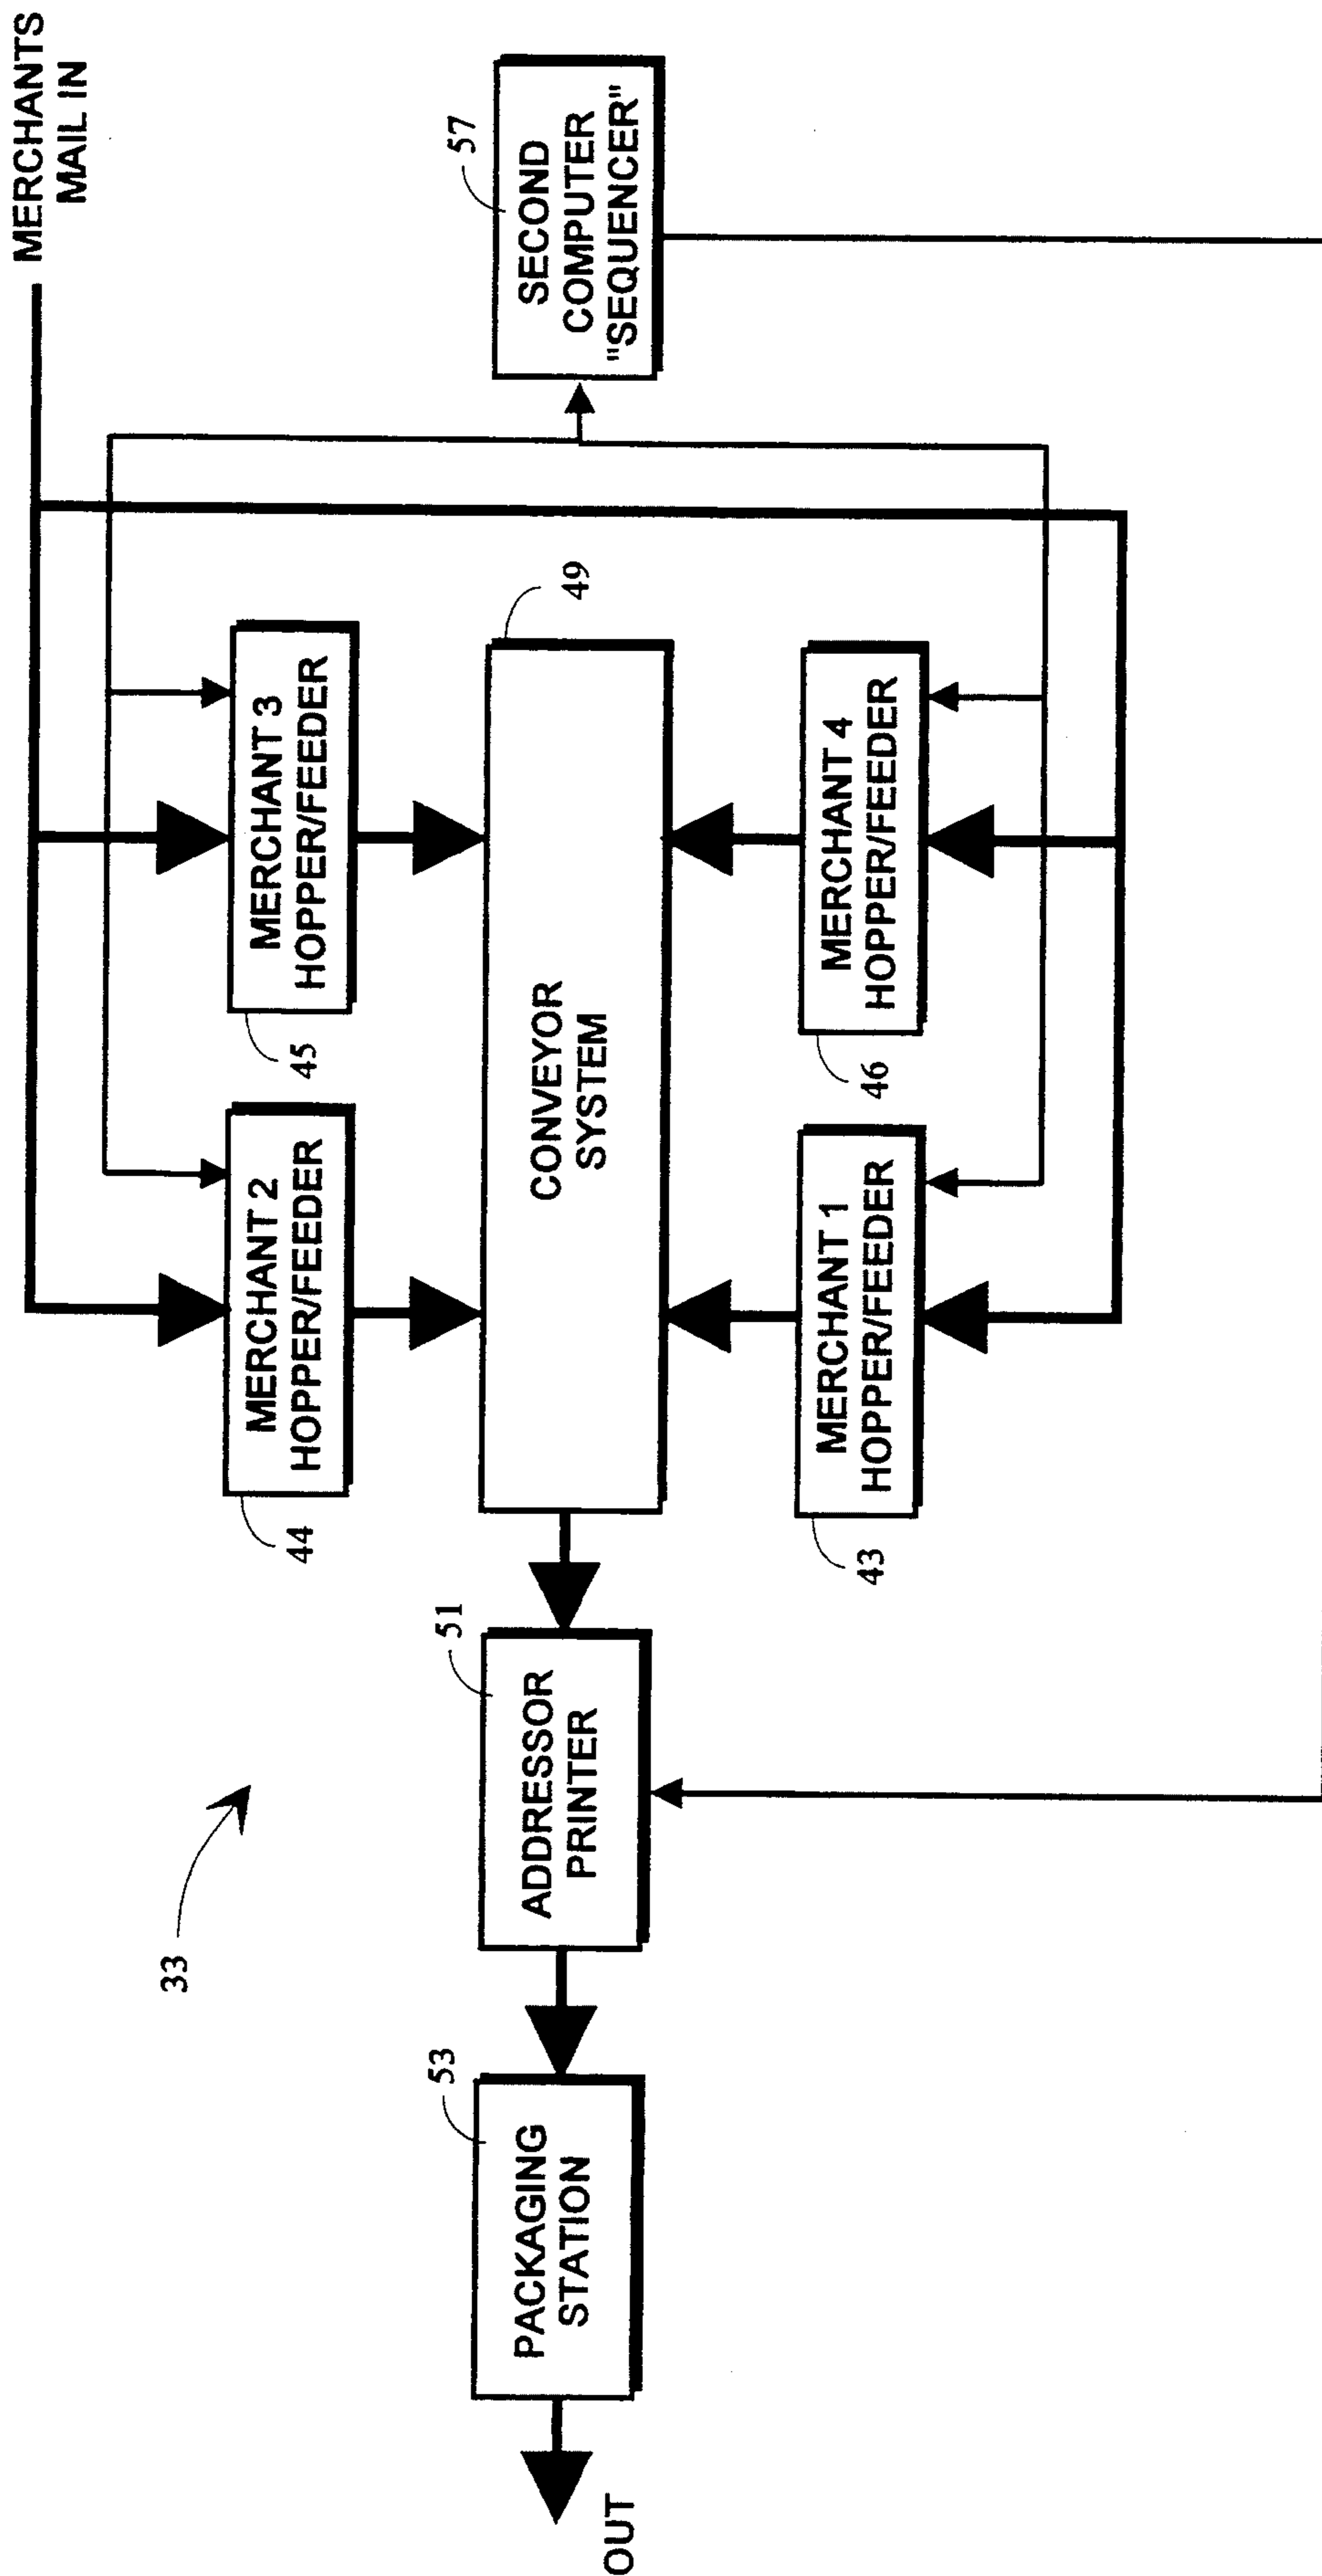 MERCHANTS
MAIL IN
57
SECOND
COMPUTER
"SEQUENCER"
MERCHANT 3
HOPPER/FEEDER
45
MERCHANT 2
HOPPER/FEEDER
44
49
CONVEYOR
SYSTEM
MERCHANT 4
HOPPER/FEEDER
46
MERCHANT 1
HOPPER/FEEDER
43
51
ADDRESSOR
PRINTER
33
53
PACKAGING
STATION
OUT